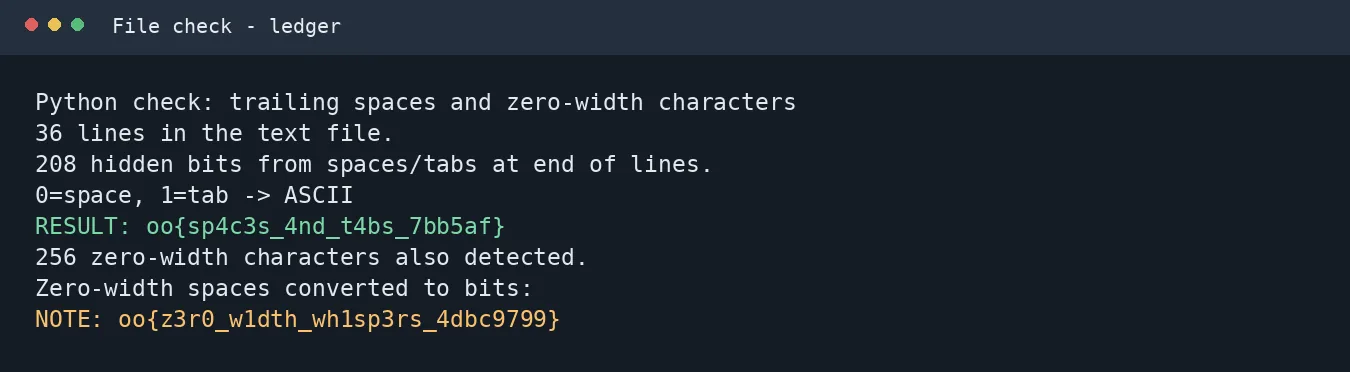 File check - ledger
Python check: trailing spaces and zero-width characters
36 lines in the text file.
208 hidden bits from spaces/tabs at end of lines.
0=space, 1=tab -> ASCII
RESULT: oo{sp4c3s_4nd_t4bs_7bb5af}
256 zero-width characters also detected.
Zero-width spaces converted to bits:
NOTE: oo{z3r0_w1dth_wh1sp3rs_4dbc9799}